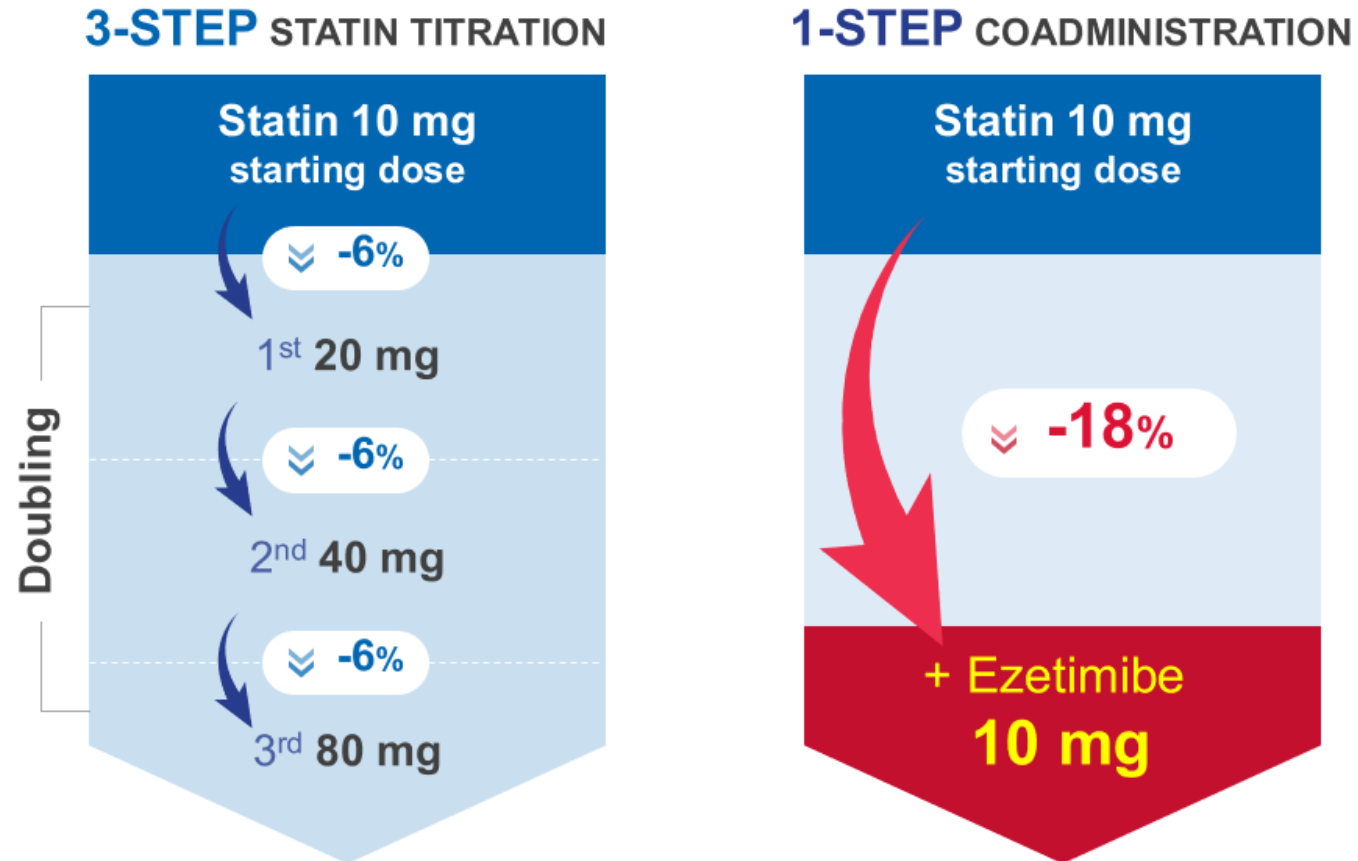 3-STEP STATIN TITRATION
Statin 10 mg
starting dose
-6%
1st 20 mg
-6%
2nd 40 mg
-6%
3rd 80 mg
Doubling
1-STEP COADMINISTRATION
Statin 10 mg
starting dose
-18%
+ Ezetimibe
10 mg